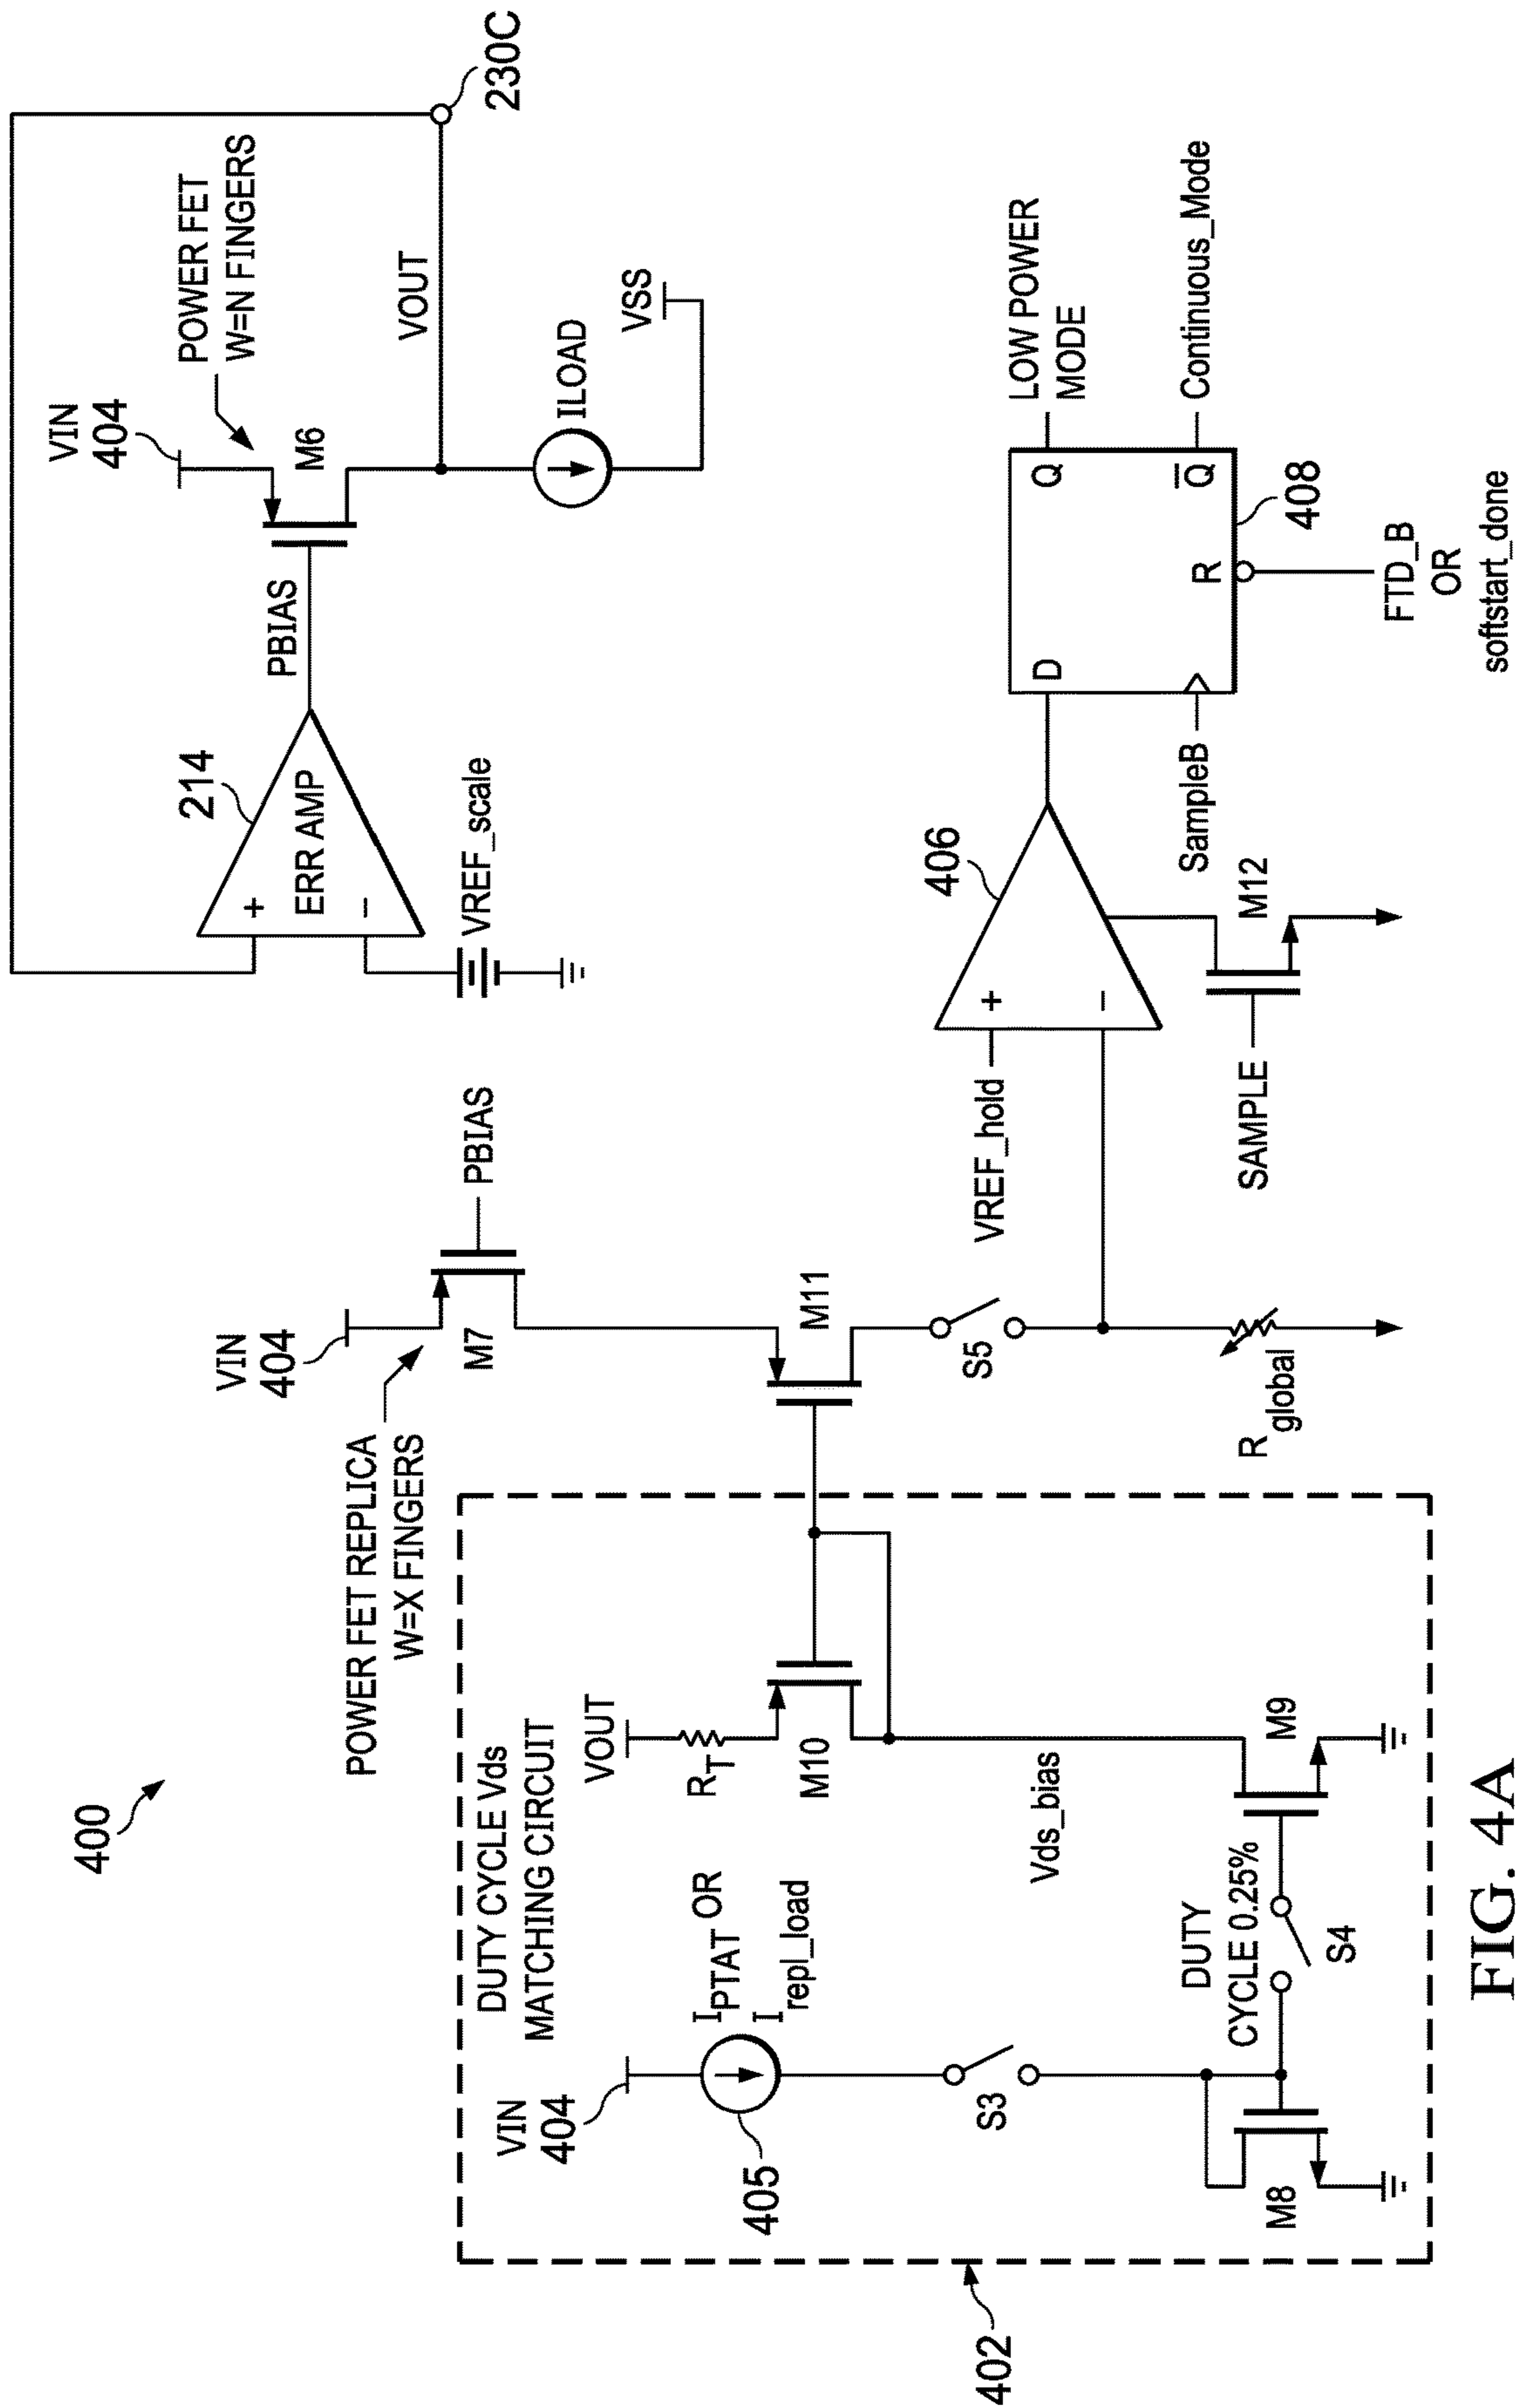 400
402
DUTY CYCLE Vds
MATCHING CIRCUIT
VIN
404
405
IPTAT OR
Irepl_load
S3
M8
DUTY
CYCLE 0.25%
S4
M9
VOUT
RT
M10
Vds_bias
POWER FET REPLICA
W=X FINGERS
VIN
404
M7
PBIAS
M11
S5
Rglobal
VREF_hold
+
−
406
SAMPLE
M12
214
ERR AMP
+
−
VREF_scale
PBIAS
VIN
404
M6
POWER FET
W=N FINGERS
VOUT
230C
ILOAD
VSS
D
Q
Q̅
R
SampleB
408
LOW POWER
MODE
Continuous_Mode
FTD_B
OR
softstart_done
FIG. 4A